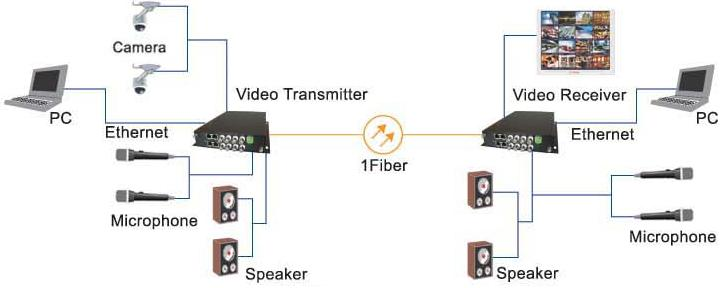 Camera
Video Transmitter
Video Receiver
PC
PC
Ethernet
Ethernet
1Fiber
Microphone
Microphone
Speaker
Speaker